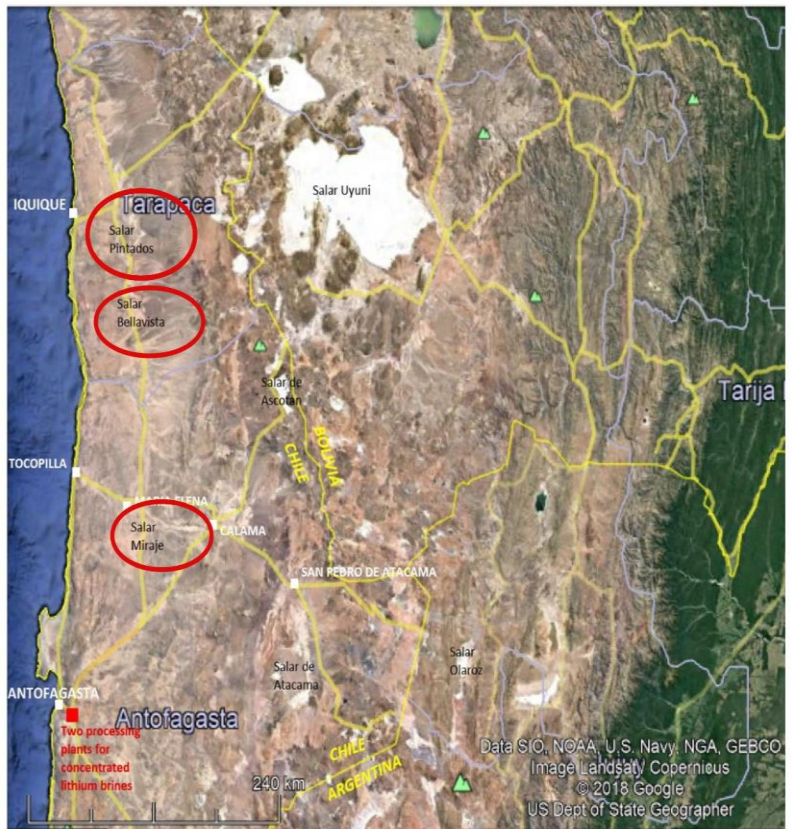 Salar Uyuni
Tarapaca
IQUIQUE
Salar
Pintados
Salar
Bellavista
Salar de
Ascotan
Tarija
BOLIVIA
CHILE
TOCOPILLA
MARIA ELENA
Salar
Miraje
CALAMA
SAN PEDRO DE ATACAMA
Salar
Olaroz
Salar de
Atacama
ANTOFAGASTA
Antofagasta
Two processing
plants for
concentrated
lithium brines
CHILE
ARGENTINA
240 km
Data SIO, NOAA, U.S. Navy, NGA, GEBCO
Image Landsat/ Copernicus
© 2018 Google
US Dept of State Geographer